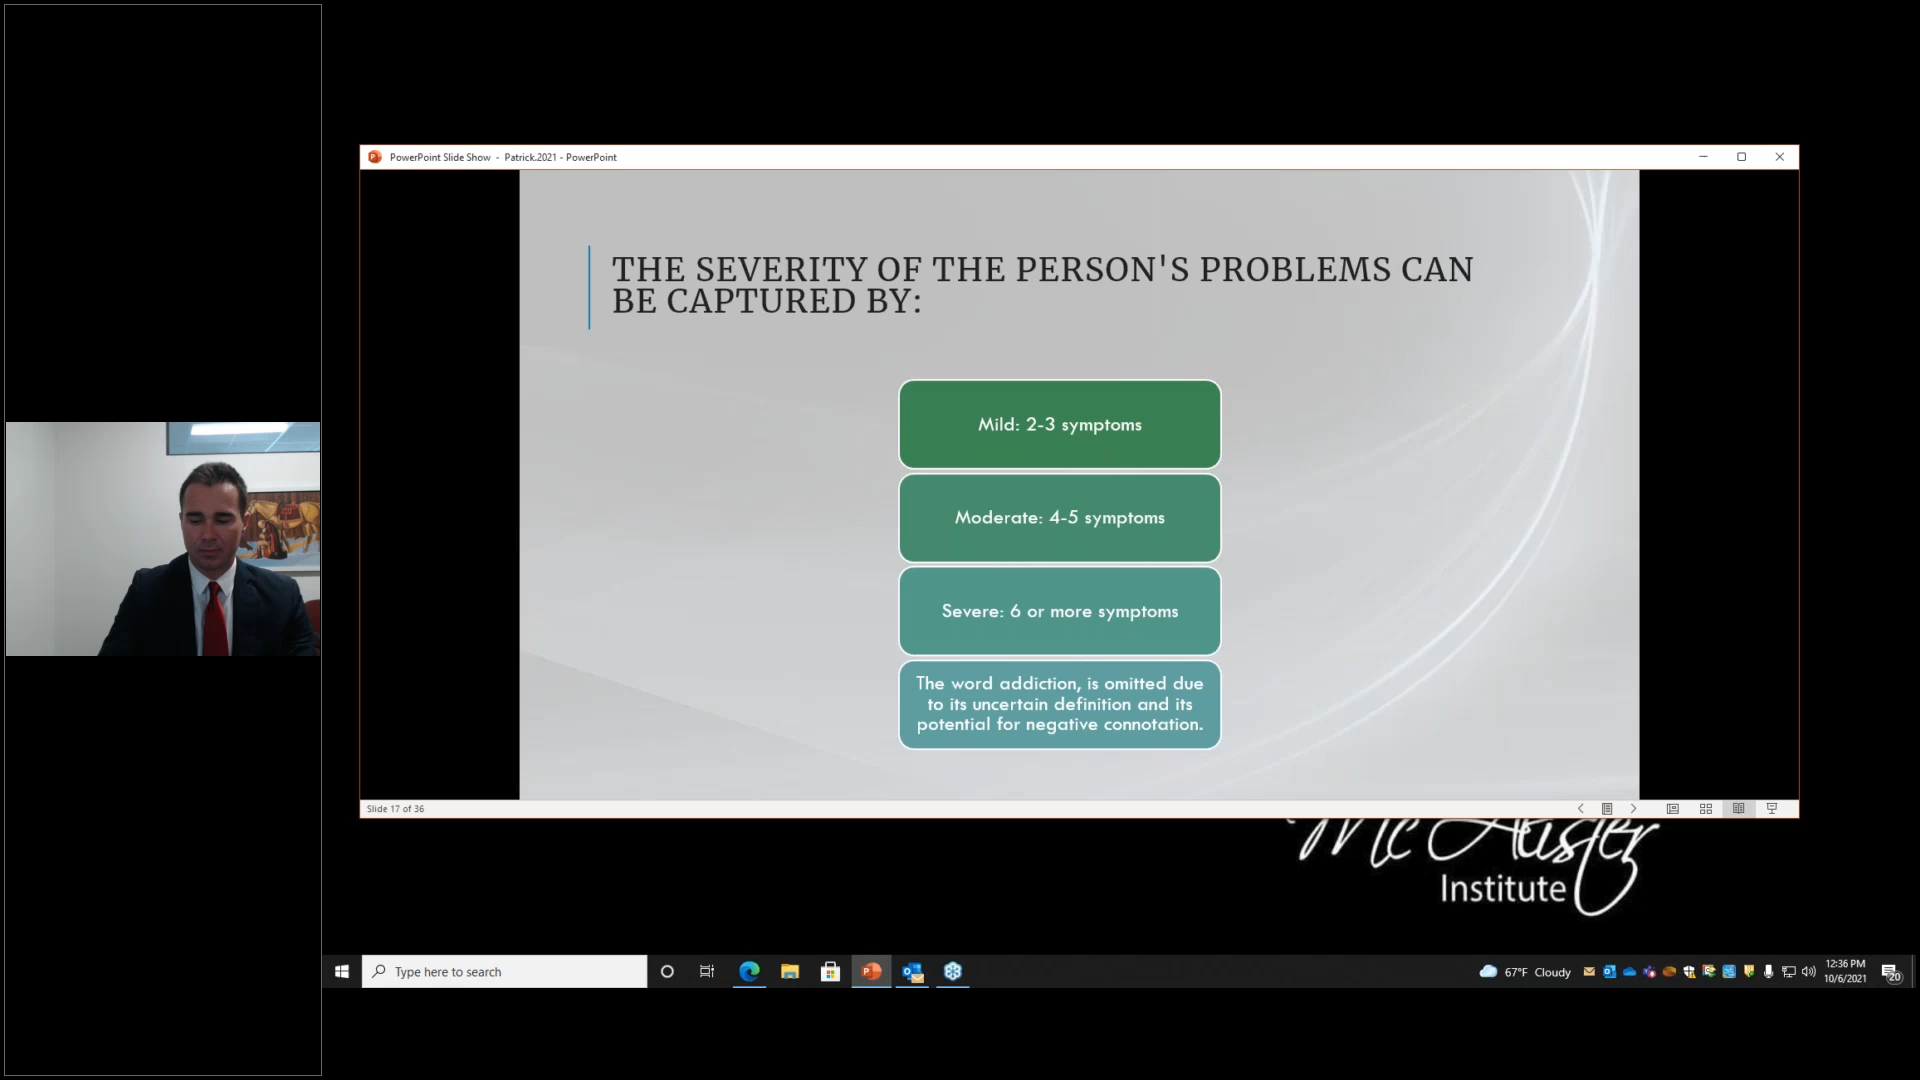 PowerPoint Slide Show - Patrick.2021 - PowerPoint
THE SEVERITY OF THE PERSON'S PROBLEMS CAN
BE CAPTURED BY:
Mild: 2-3 symptoms
Moderate: 4-5 symptoms
Severe: 6 or more symptoms
The word addiction, is omitted due
to its uncertain definition and its
potential for negative connotation.
Slide 17 of 36
McAlister
Institute
Type here to search
67°F Cloudy
12:36 PM
10/6/2021
20